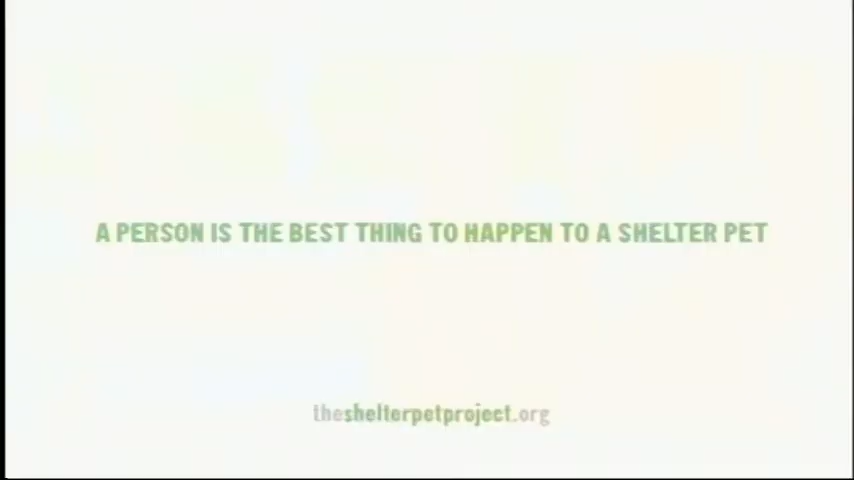 A PERSON IS THE BEST THING TO HAPPEN TO A SHELTER PET
theshelterpetproject.org